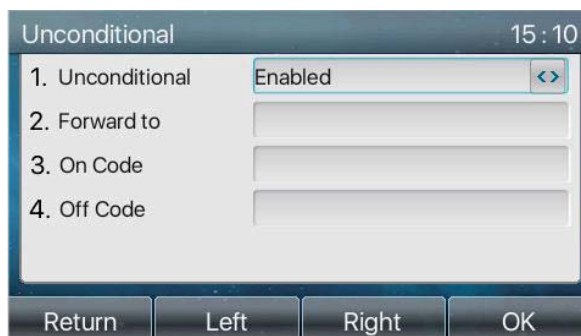 Unconditional 15:10
1. Unconditional Enabled <>
2. Forward to
3. On Code
4. Off Code
Return Left Right OK